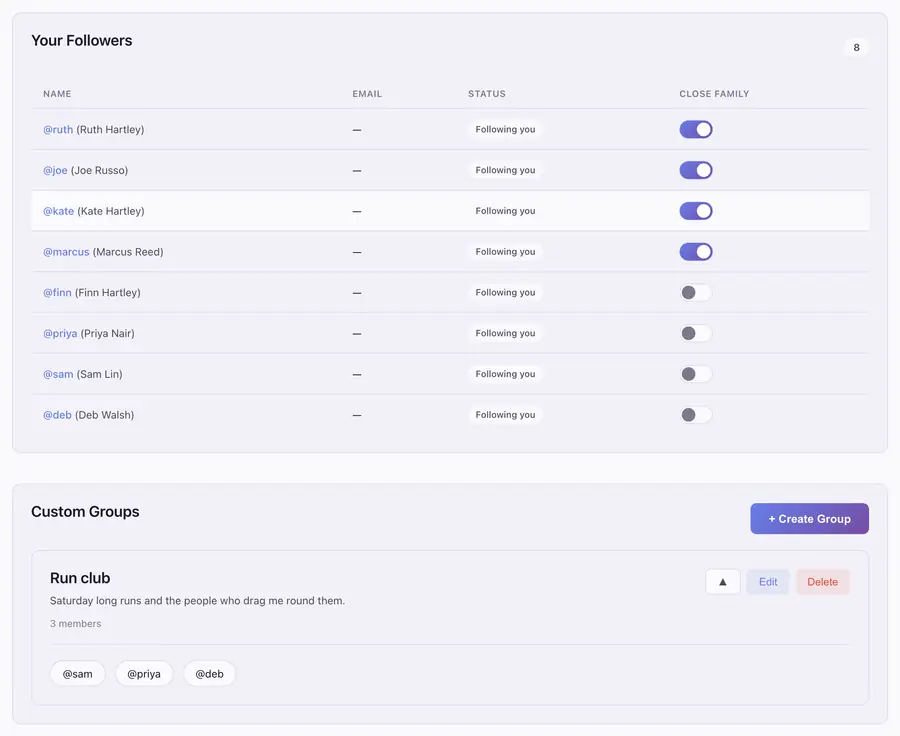 Your Followers
8
NAME EMAIL STATUS CLOSE FAMILY
@ruth (Ruth Hartley) — Following you
@joe (Joe Russo) — Following you
@kate (Kate Hartley) — Following you
@marcus (Marcus Reed) — Following you
@finn (Finn Hartley) — Following you
@priya (Priya Nair) — Following you
@sam (Sam Lin) — Following you
@deb (Deb Walsh) — Following you
Custom Groups
+ Create Group
Run club
▲ Edit Delete
Saturday long runs and the people who drag me round them.
3 members
@sam @priya @deb